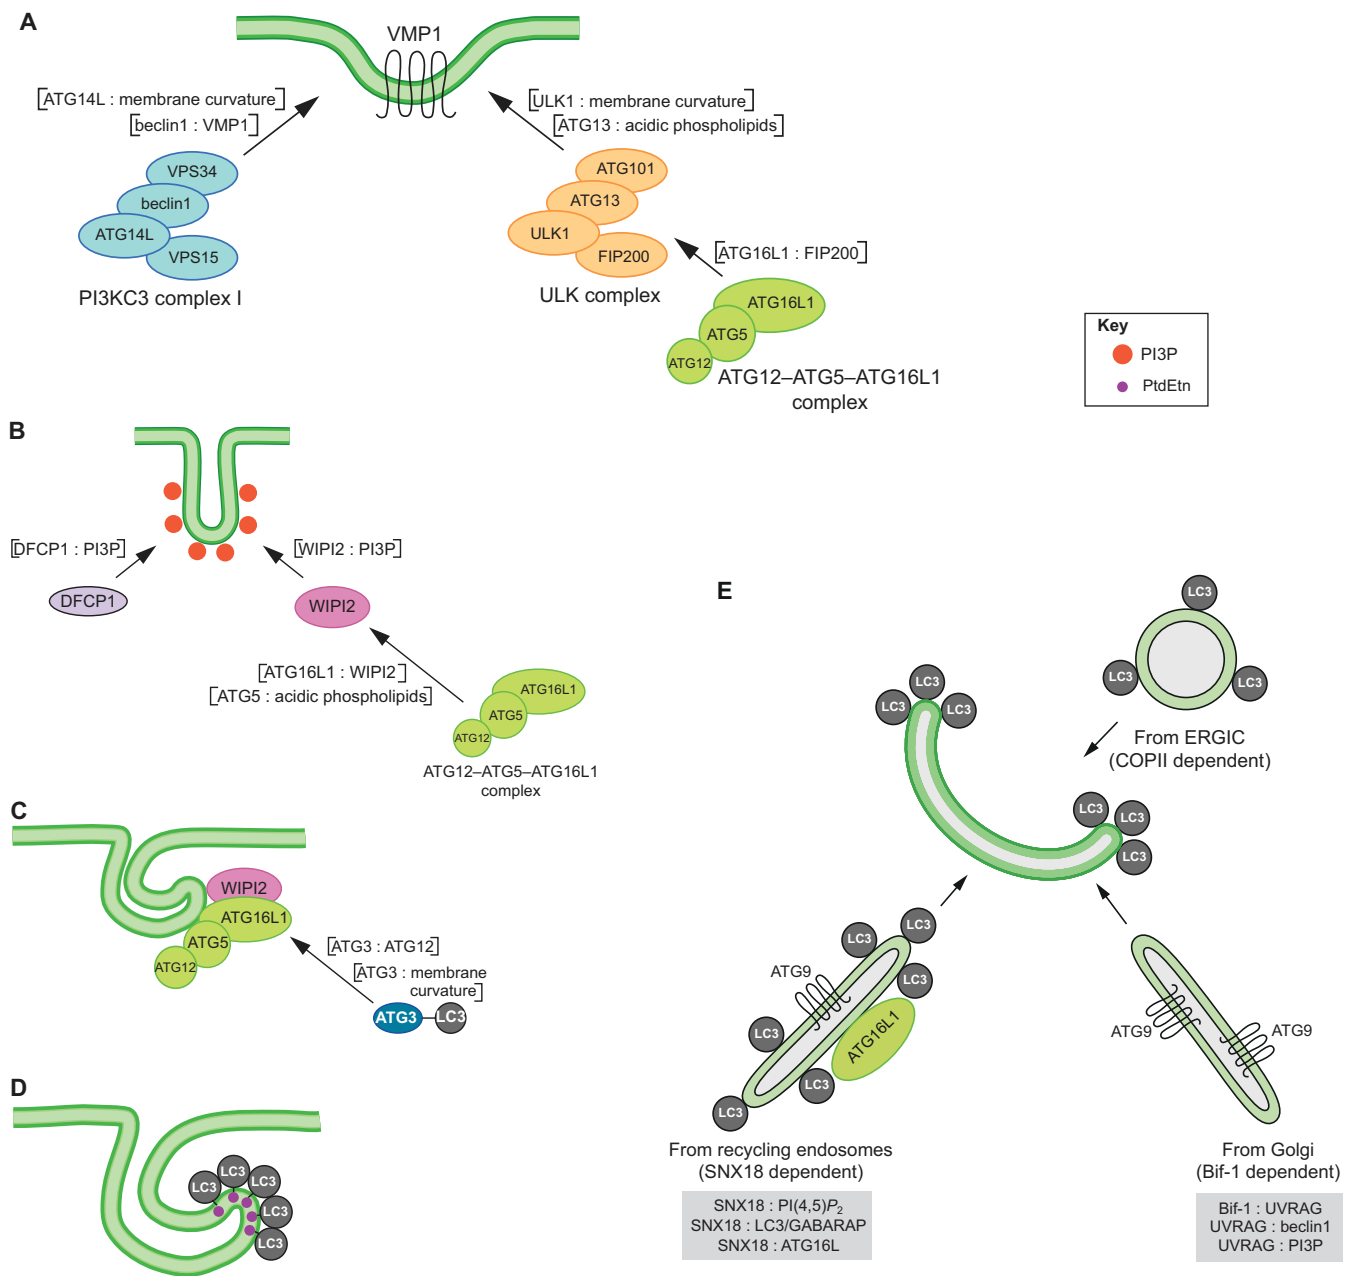 A
VMP1
[ATG14L : membrane curvature]
[beclin1 : VMP1]
[ULK1 : membrane curvature]
[ATG13 : acidic phospholipids]
VPS34
beclin1
ATG14L
VPS15
PI3KC3 complex I
ATG101
ATG13
ULK1
FIP200
ULK complex
[ATG16L1 : FIP200]
ATG16L1
ATG5
ATG12
ATG12–ATG5–ATG16L1
complex
Key
PI3P
PtdEtn
B
[DFCP1 : PI3P]
[WIPI2 : PI3P]
DFCP1
WIPI2
[ATG16L1 : WIPI2]
[ATG5 : acidic phospholipids]
ATG16L1
ATG5
ATG12
ATG12–ATG5–ATG16L1
complex
C
WIPI2
ATG16L1
ATG5
ATG12
[ATG3 : ATG12]
[ATG3 : membrane
curvature]
ATG3
LC3
D
LC3
LC3
LC3
LC3
LC3
E
LC3
LC3
LC3
From ERGIC
(COPII dependent)
LC3
LC3
LC3
LC3
LC3
LC3
LC3
LC3
LC3
LC3
LC3
LC3
ATG9
ATG16L1
From recycling endosomes
(SNX18 dependent)
SNX18 : PI(4,5)P2
SNX18 : LC3/GABARAP
SNX18 : ATG16L
ATG9
ATG9
From Golgi
(Bif-1 dependent)
Bif-1 : UVRAG
UVRAG : beclin1
UVRAG : PI3P